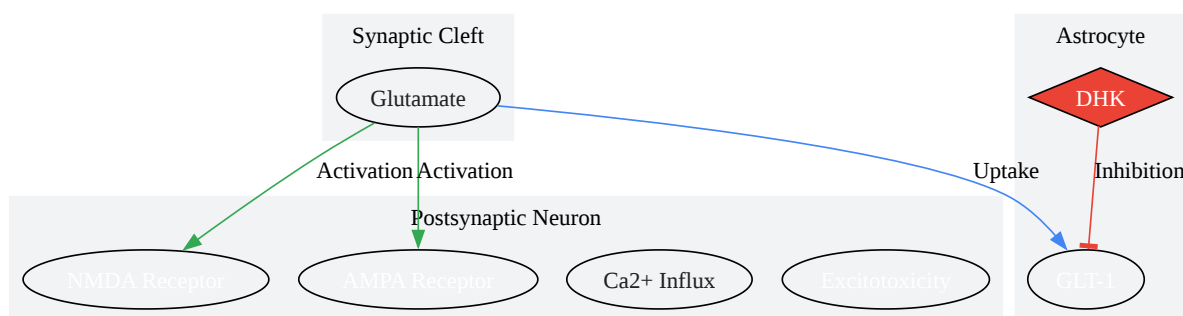 Synaptic Cleft
Astrocyte
Glutamate
DHK
Activation
Activation
Uptake
Inhibition
Postsynaptic Neuron
NMDA Receptor
AMPA Receptor
Ca2+ Influx
Excitotoxicity
GLT-1